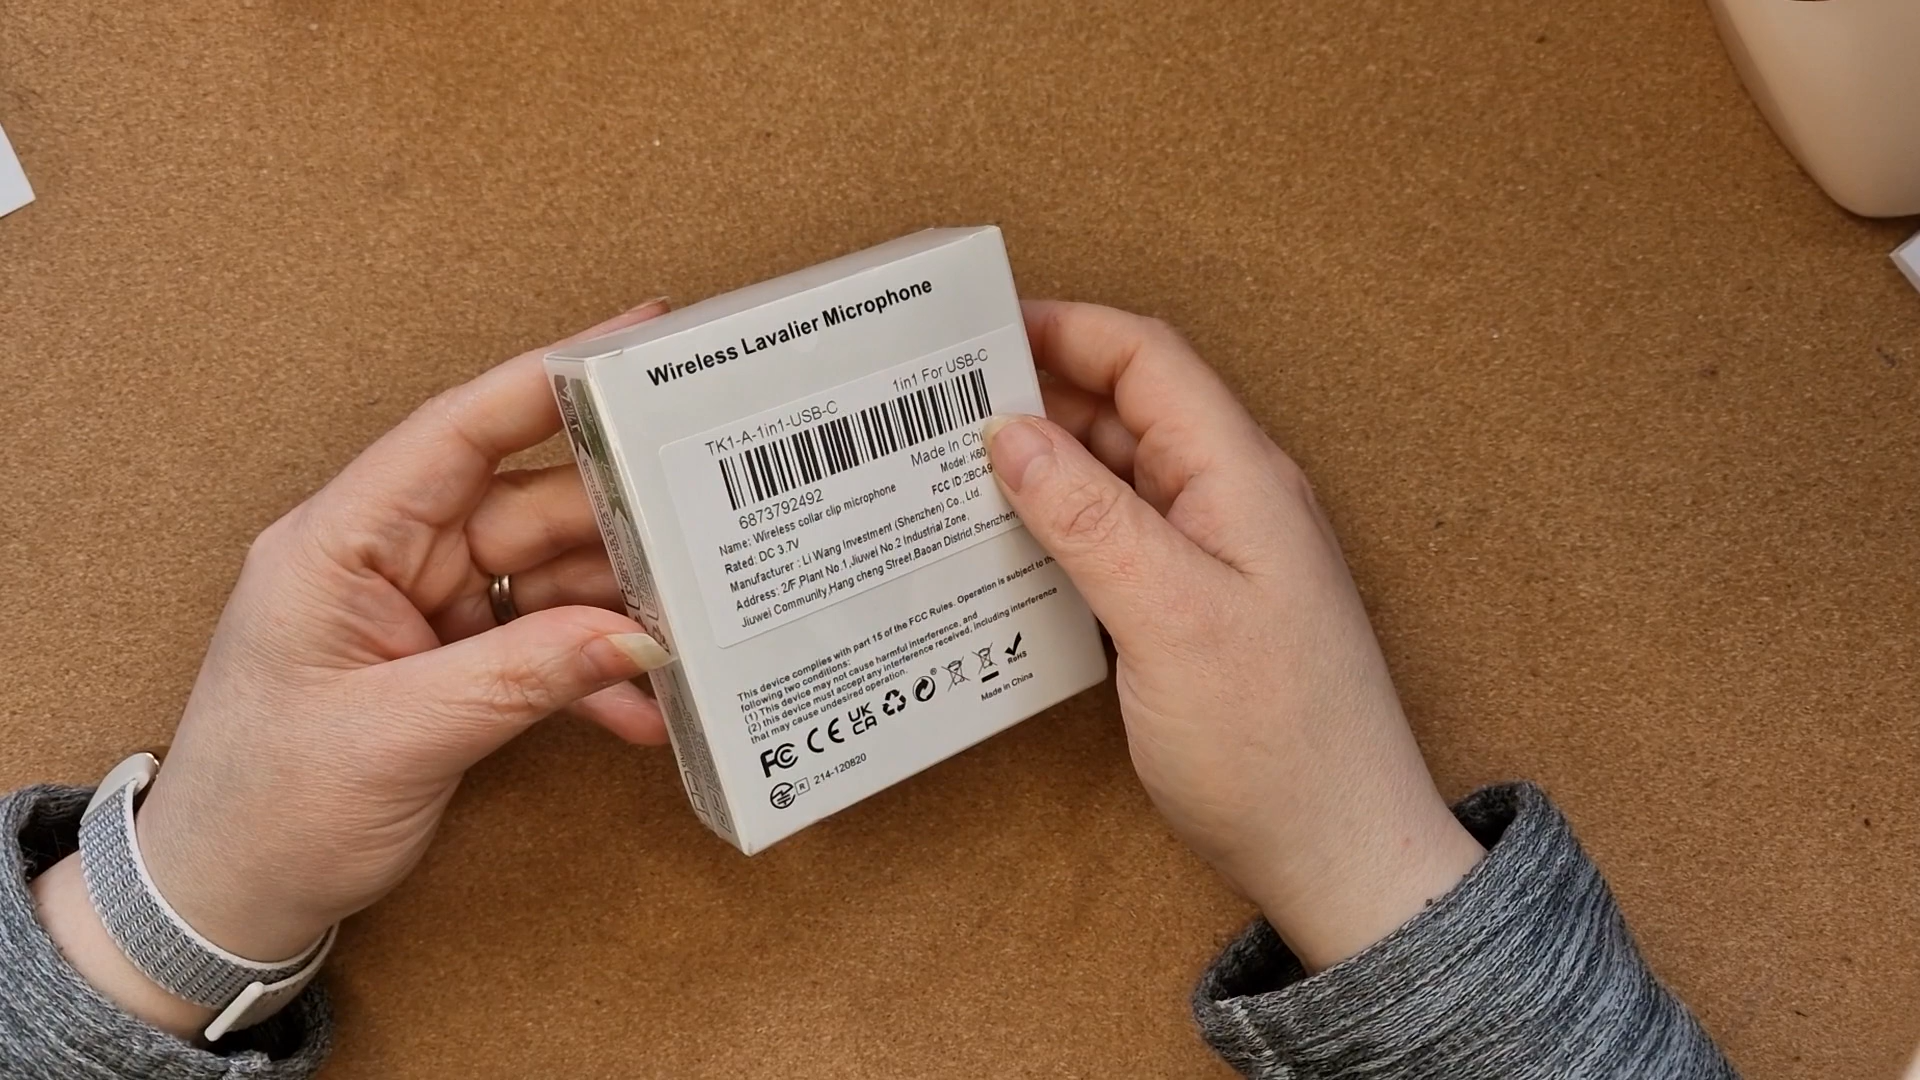 Wireless Lavalier Microphone
TK1-A-1in1-USB-C
1in1 For USB-C
6873792492
Made In Chi
Name: Wireless collar clip microphone
Model: K60
Rated: DC 3.7V
FCC ID:2BCA9
Manufacturer : Li Wang Investment (Shenzhen) Co., Ltd.
Address: 2/F,Plant No.1,Jiuwei No.2 Industrial Zone,
Jiuwei Community,Hang cheng Street,Baoan District,Shenzhen,
This device complies with part 15 of the FCC Rules. Operation is subject to the
following two conditions:
(1) This device may not cause harmful interference, and
(2) this device must accept any interference received, including interference
that may cause undesired operation.
FC CE UK CA
RoHS
Made in China
R 214-120820